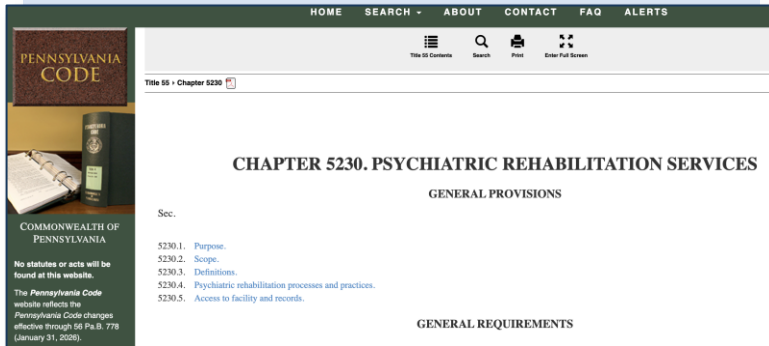 HOME SEARCH ABOUT CONTACT FAQ ALERTS
PENNSYLVANIA
CODE
Title 55 Contents Search Print Enter Full Screen
Title 55 › Chapter 5230
CHAPTER 5230. PSYCHIATRIC REHABILITATION SERVICES
GENERAL PROVISIONS
Sec.
5230.1. Purpose.
5230.2. Scope.
5230.3. Definitions.
5230.4. Psychiatric rehabilitation processes and practices.
5230.5. Access to facility and records.
GENERAL REQUIREMENTS
COMMONWEALTH OF
PENNSYLVANIA
No statutes or acts will be
found at this website.
The Pennsylvania Code
website reflects the
Pennsylvania Code changes
effective through 56 Pa.B. 778
(January 31, 2026).